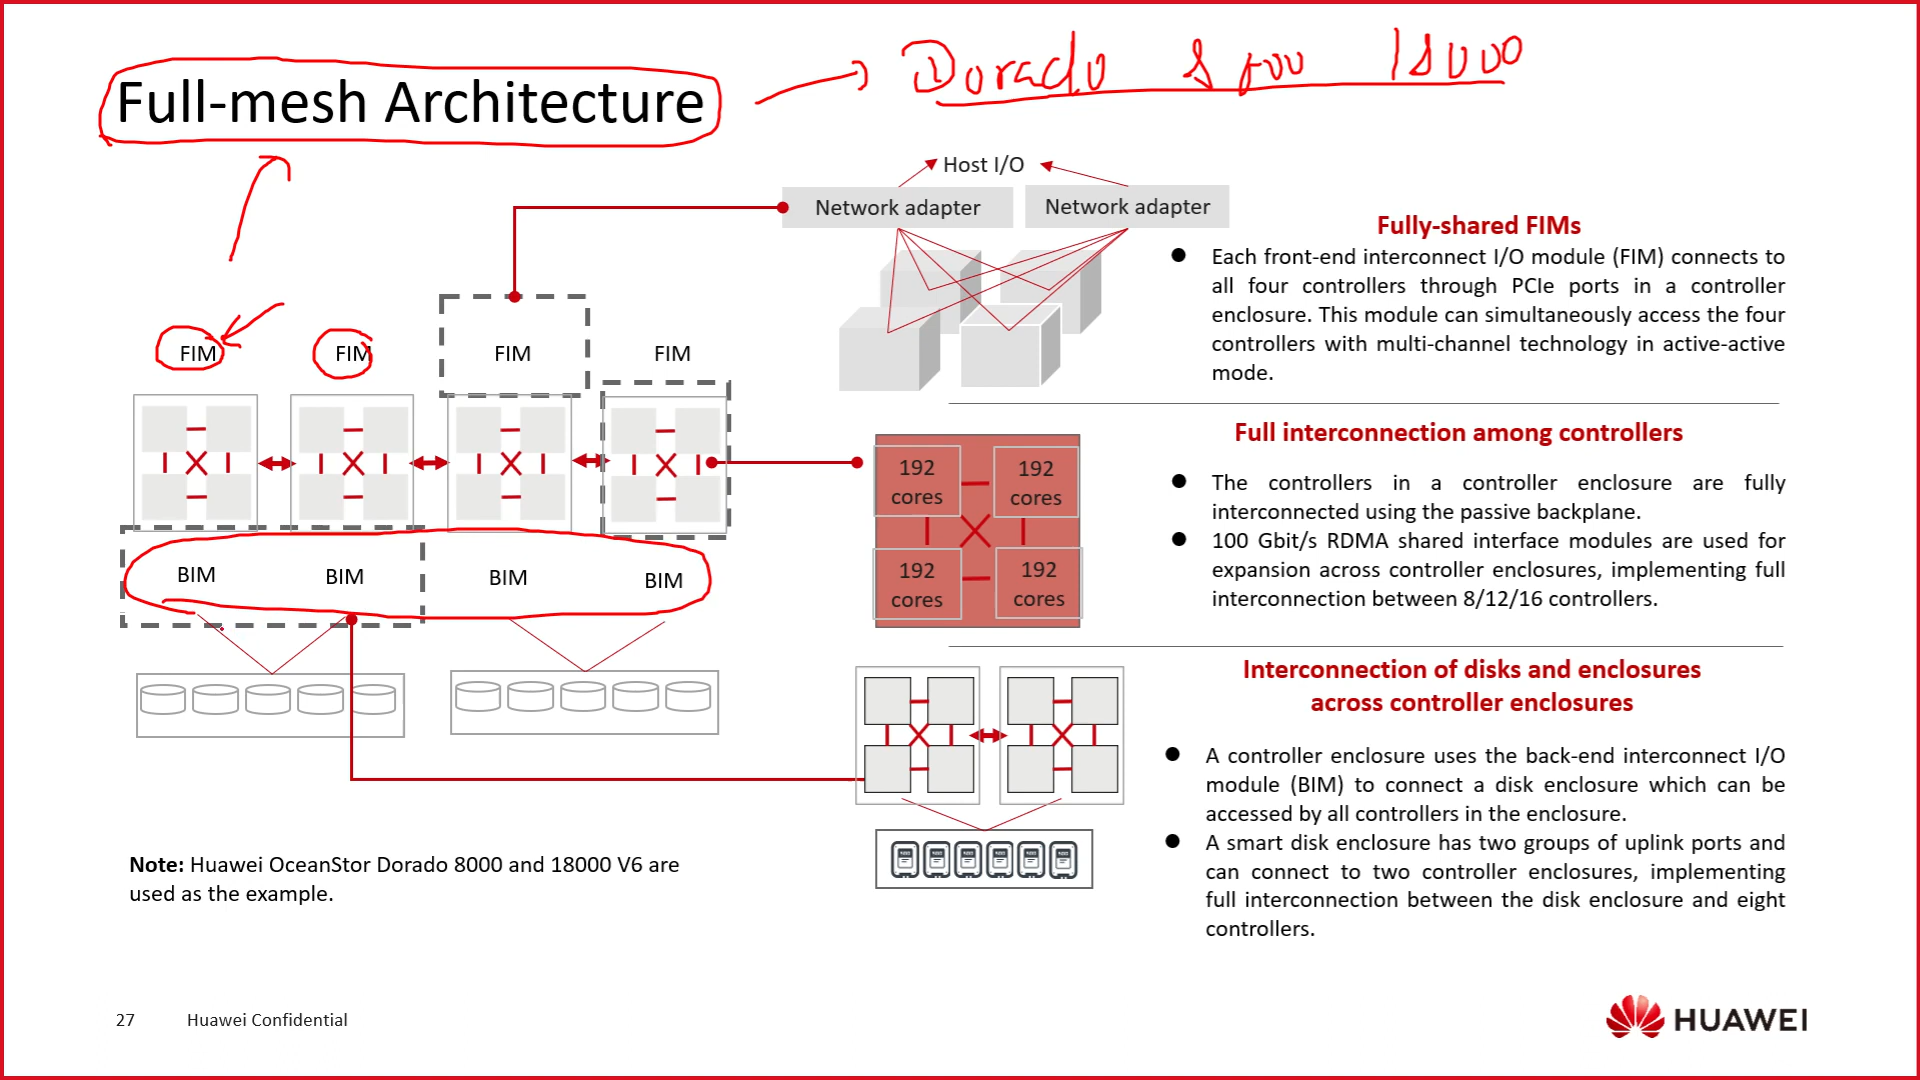 Full-mesh Architecture
Dorado 8000 18000
Host I/O
Network adapter
Network adapter
FIM
FIM
FIM
FIM
BIM
BIM
BIM
BIM
192
cores
192
cores
192
cores
192
cores
Fully-shared FIMs
Each front-end interconnect I/O module (FIM) connects to
all four controllers through PCIe ports in a controller
enclosure. This module can simultaneously access the four
controllers with multi-channel technology in active-active
mode.
Full interconnection among controllers
The controllers in a controller enclosure are fully
interconnected using the passive backplane.
100 Gbit/s RDMA shared interface modules are used for
expansion across controller enclosures, implementing full
interconnection between 8/12/16 controllers.
Interconnection of disks and enclosures
across controller enclosures
A controller enclosure uses the back-end interconnect I/O
module (BIM) to connect a disk enclosure which can be
accessed by all controllers in the enclosure.
A smart disk enclosure has two groups of uplink ports and
can connect to two controller enclosures, implementing
full interconnection between the disk enclosure and eight
controllers.
Note: Huawei OceanStor Dorado 8000 and 18000 V6 are
used as the example.
27
Huawei Confidential
HUAWEI